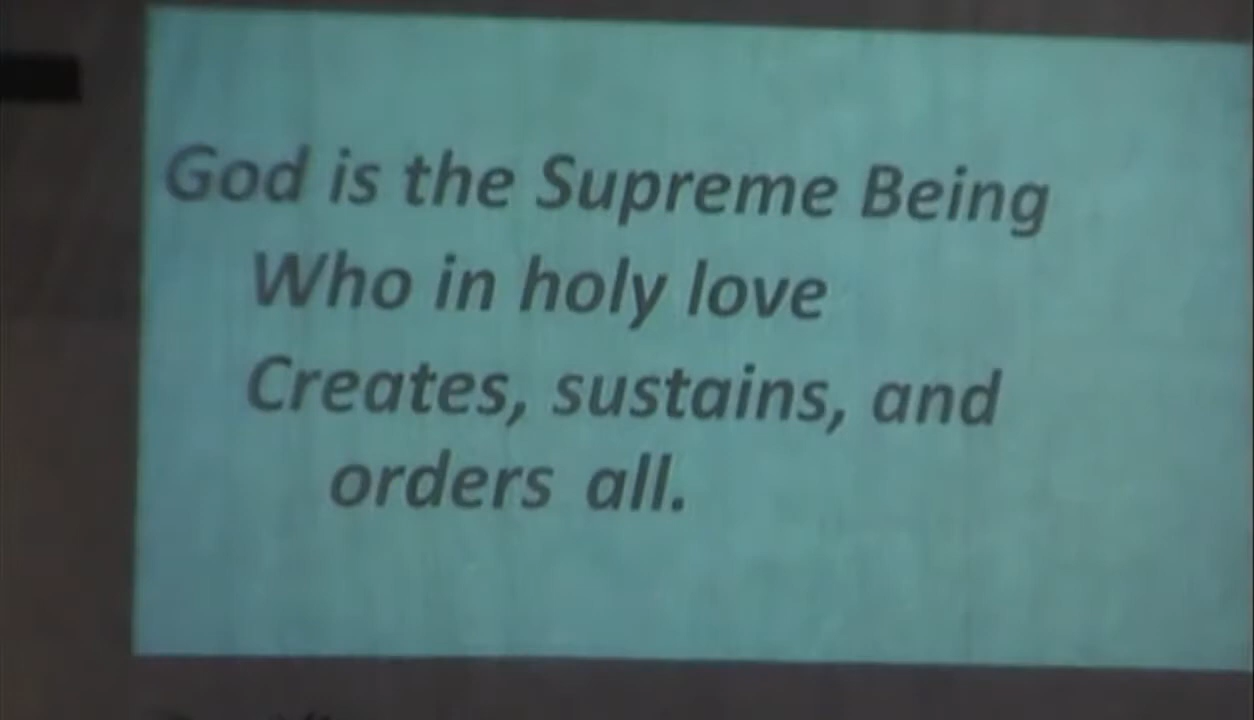 God is the Supreme Being
Who in holy love
Creates, sustains, and
orders all.